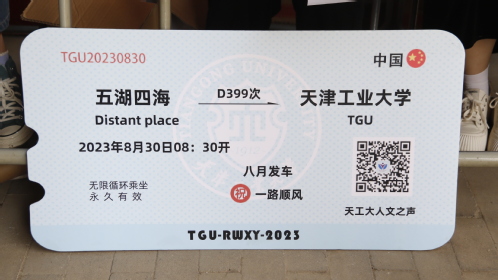 TGU20230830
中国
五湖四海 D399次 天津工业大学
Distant place TGU
2023年8月30日08：30开
八月发车
无限循环乘坐
永久有效
祝 一路顺风
天工大人文之声
TGU-RWXY-2023